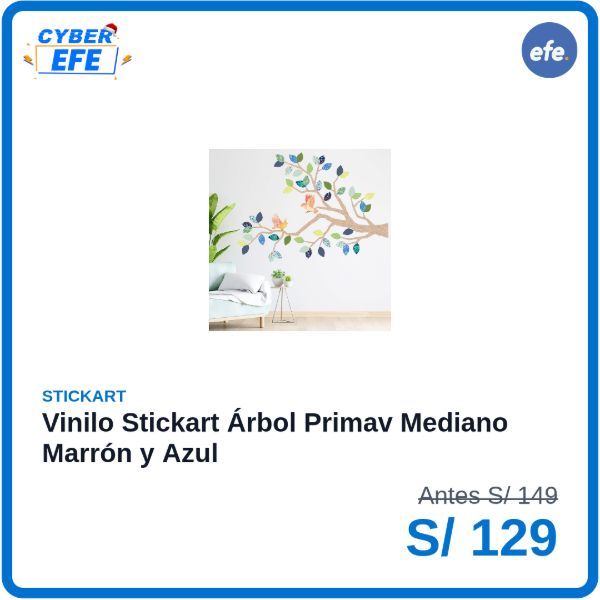 CYBER
EFE
efe.
STICKART
Vinilo Stickart Árbol Primav Mediano
Marrón y Azul
Antes S/ 149
S/ 129